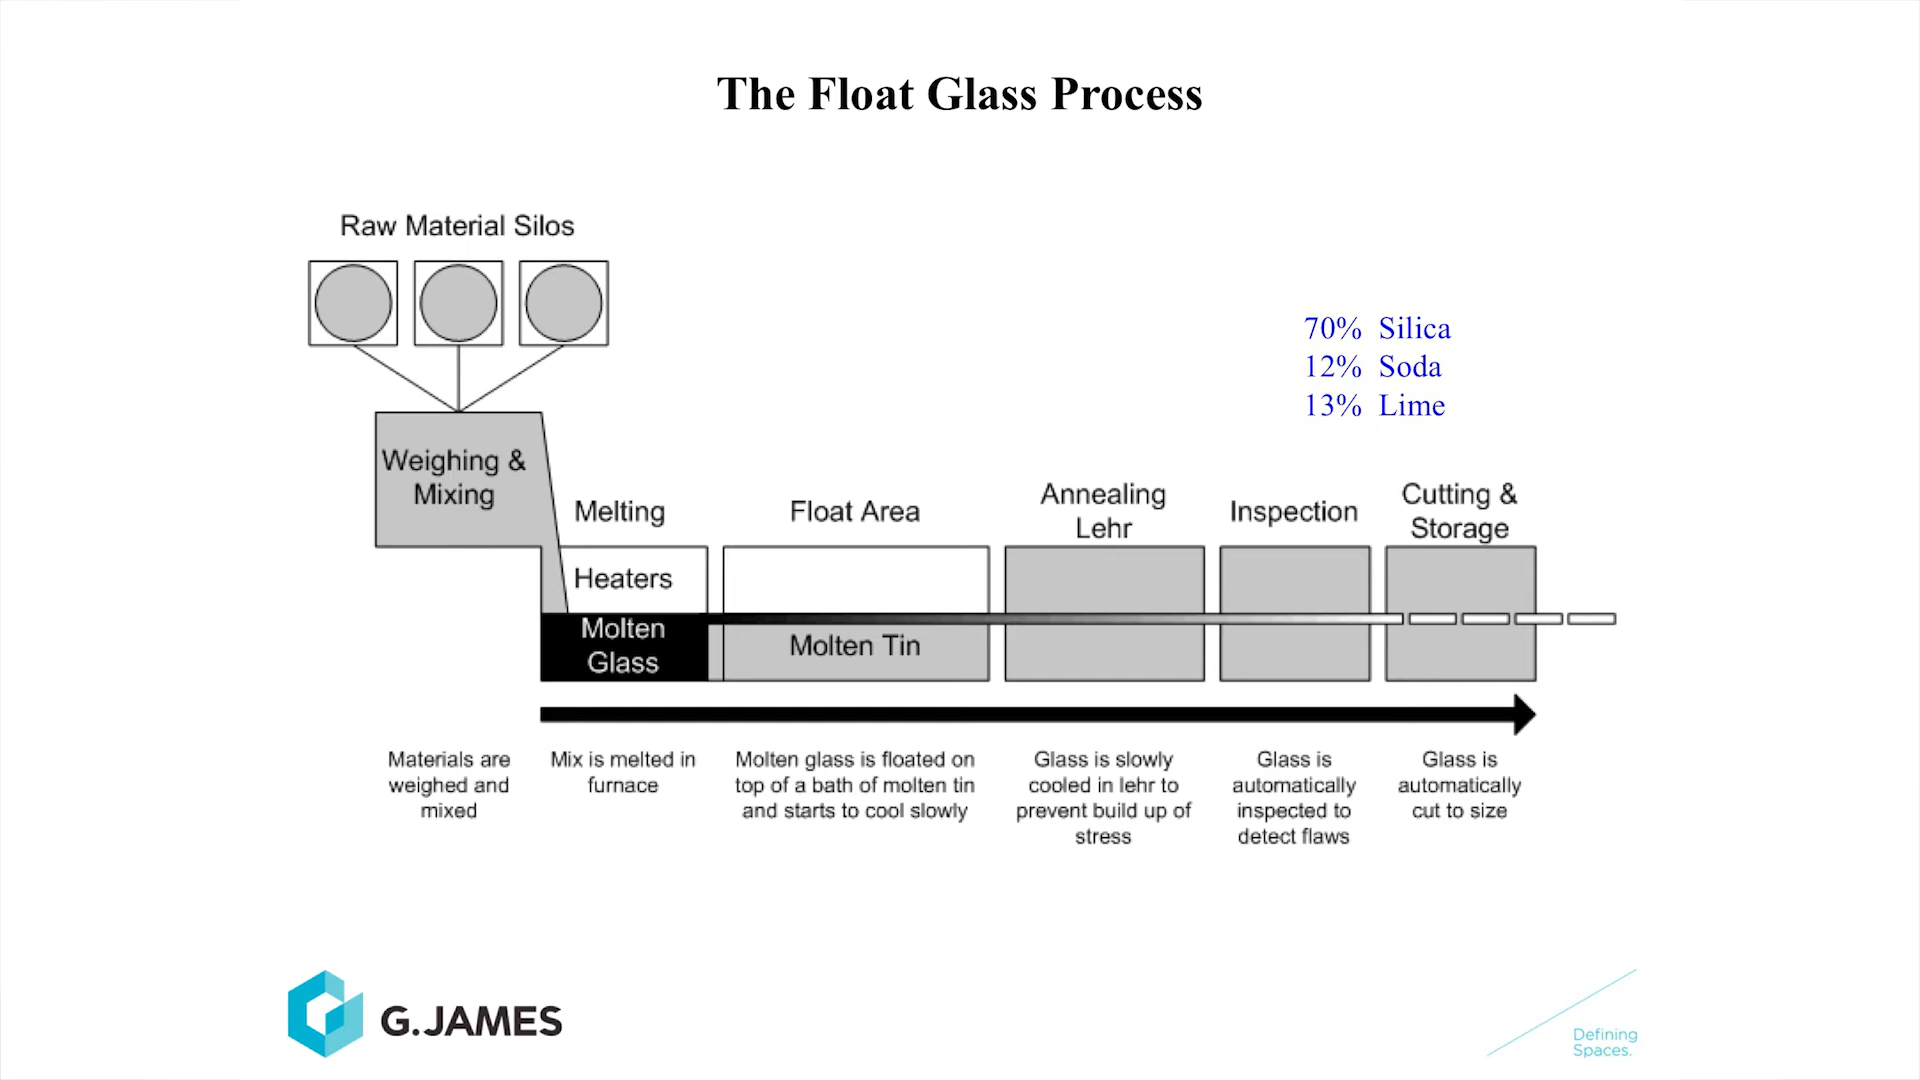 The Float Glass Process
Raw Material Silos
70% Silica
12% Soda
13% Lime
Weighing &
Mixing
Melting
Float Area
Annealing
Lehr
Inspection
Cutting &
Storage
Heaters
Molten
Glass
Molten Tin
Materials are
weighed and
mixed
Mix is melted in
furnace
Molten glass is floated on
top of a bath of molten tin
and starts to cool slowly
Glass is slowly
cooled in lehr to
prevent build up of
stress
Glass is
automatically
inspected to
detect flaws
Glass is
automatically
cut to size
G.JAMES
Defining
Spaces.